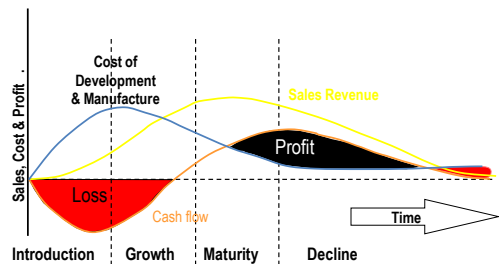 Sales, Cost & Profit .
Cost of
Development
& Manufacture
Sales Revenue
Profit
Loss
Cash flow
Time
Introduction Growth Maturity Decline